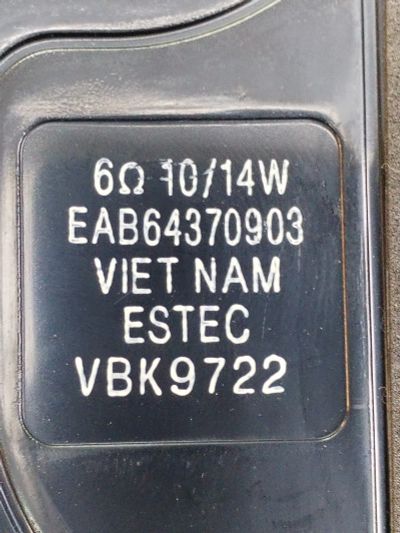 6Ω 10/14W
EAB64370903
VIET NAM
ESTEC
VBK9722